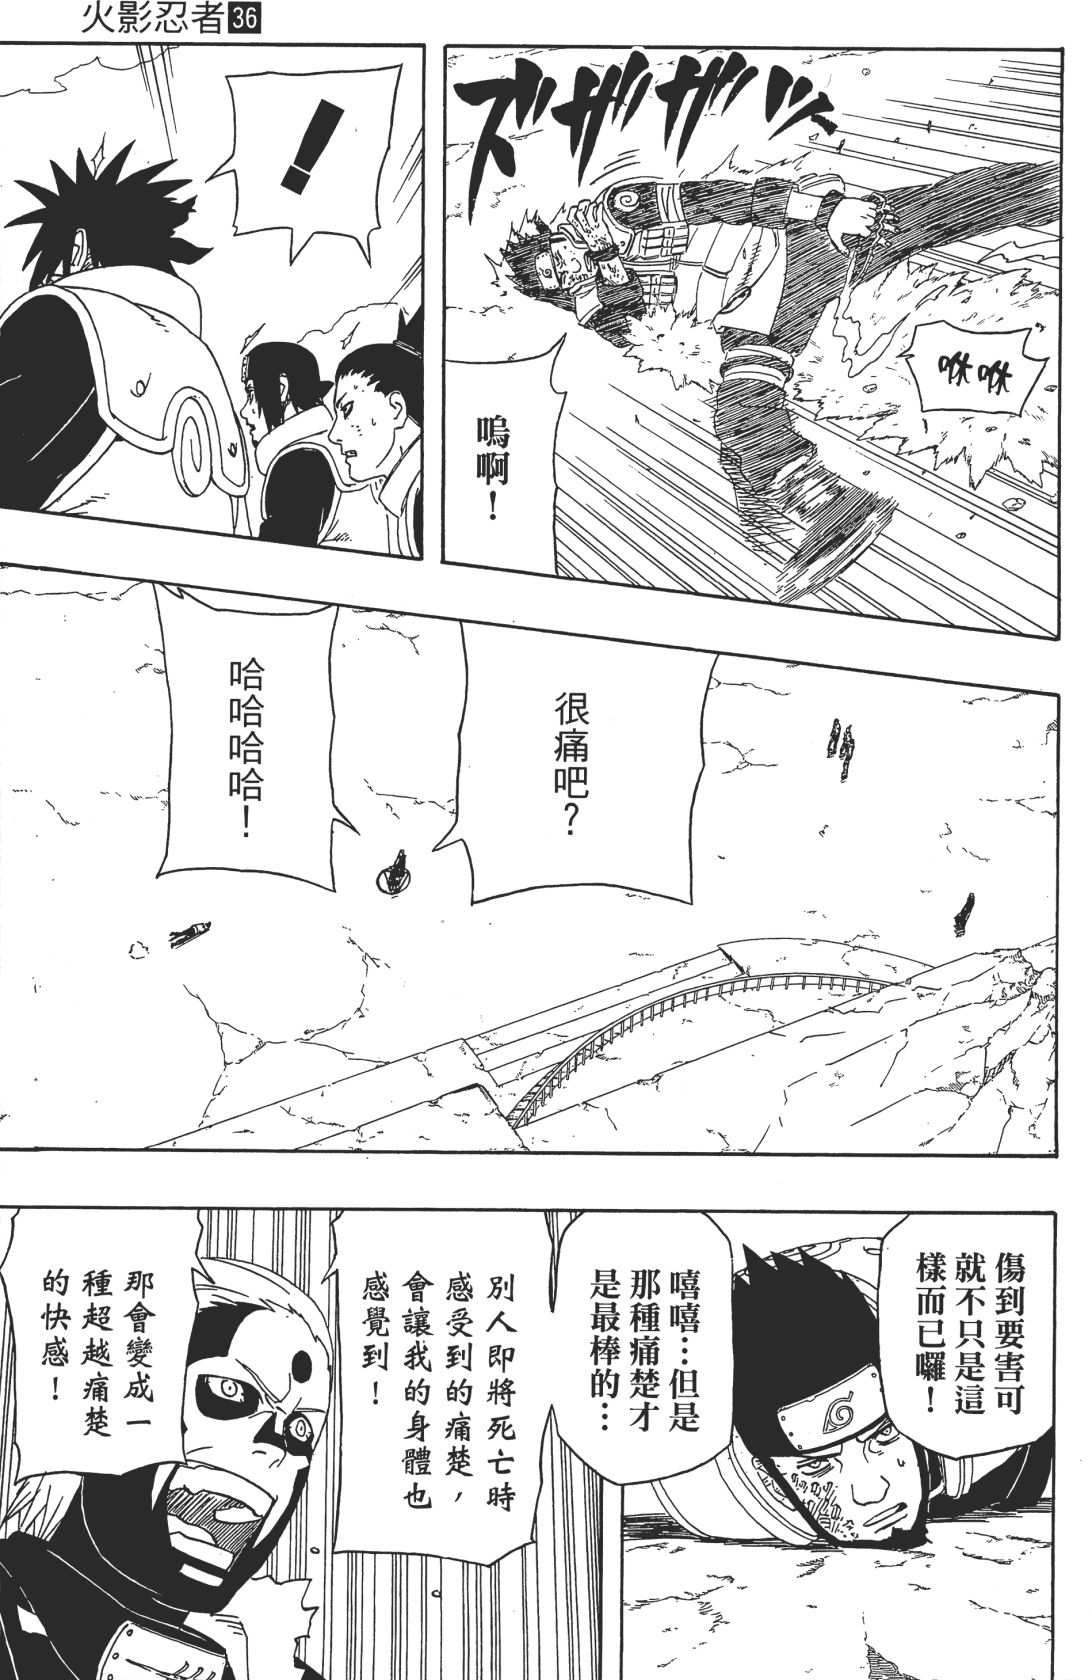 火影忍者36
ズザザザッ
咻咻
嗚啊！
！
很痛吧？
哈哈哈哈！
傷到要害可
就不只是這
樣而已囉！
嘻嘻…但是
那種痛楚才
是最棒的…
別人即將死亡時
感受到的痛楚，
會讓我的身體也
感覺到！
那會變成一
種超越痛楚
的快感！